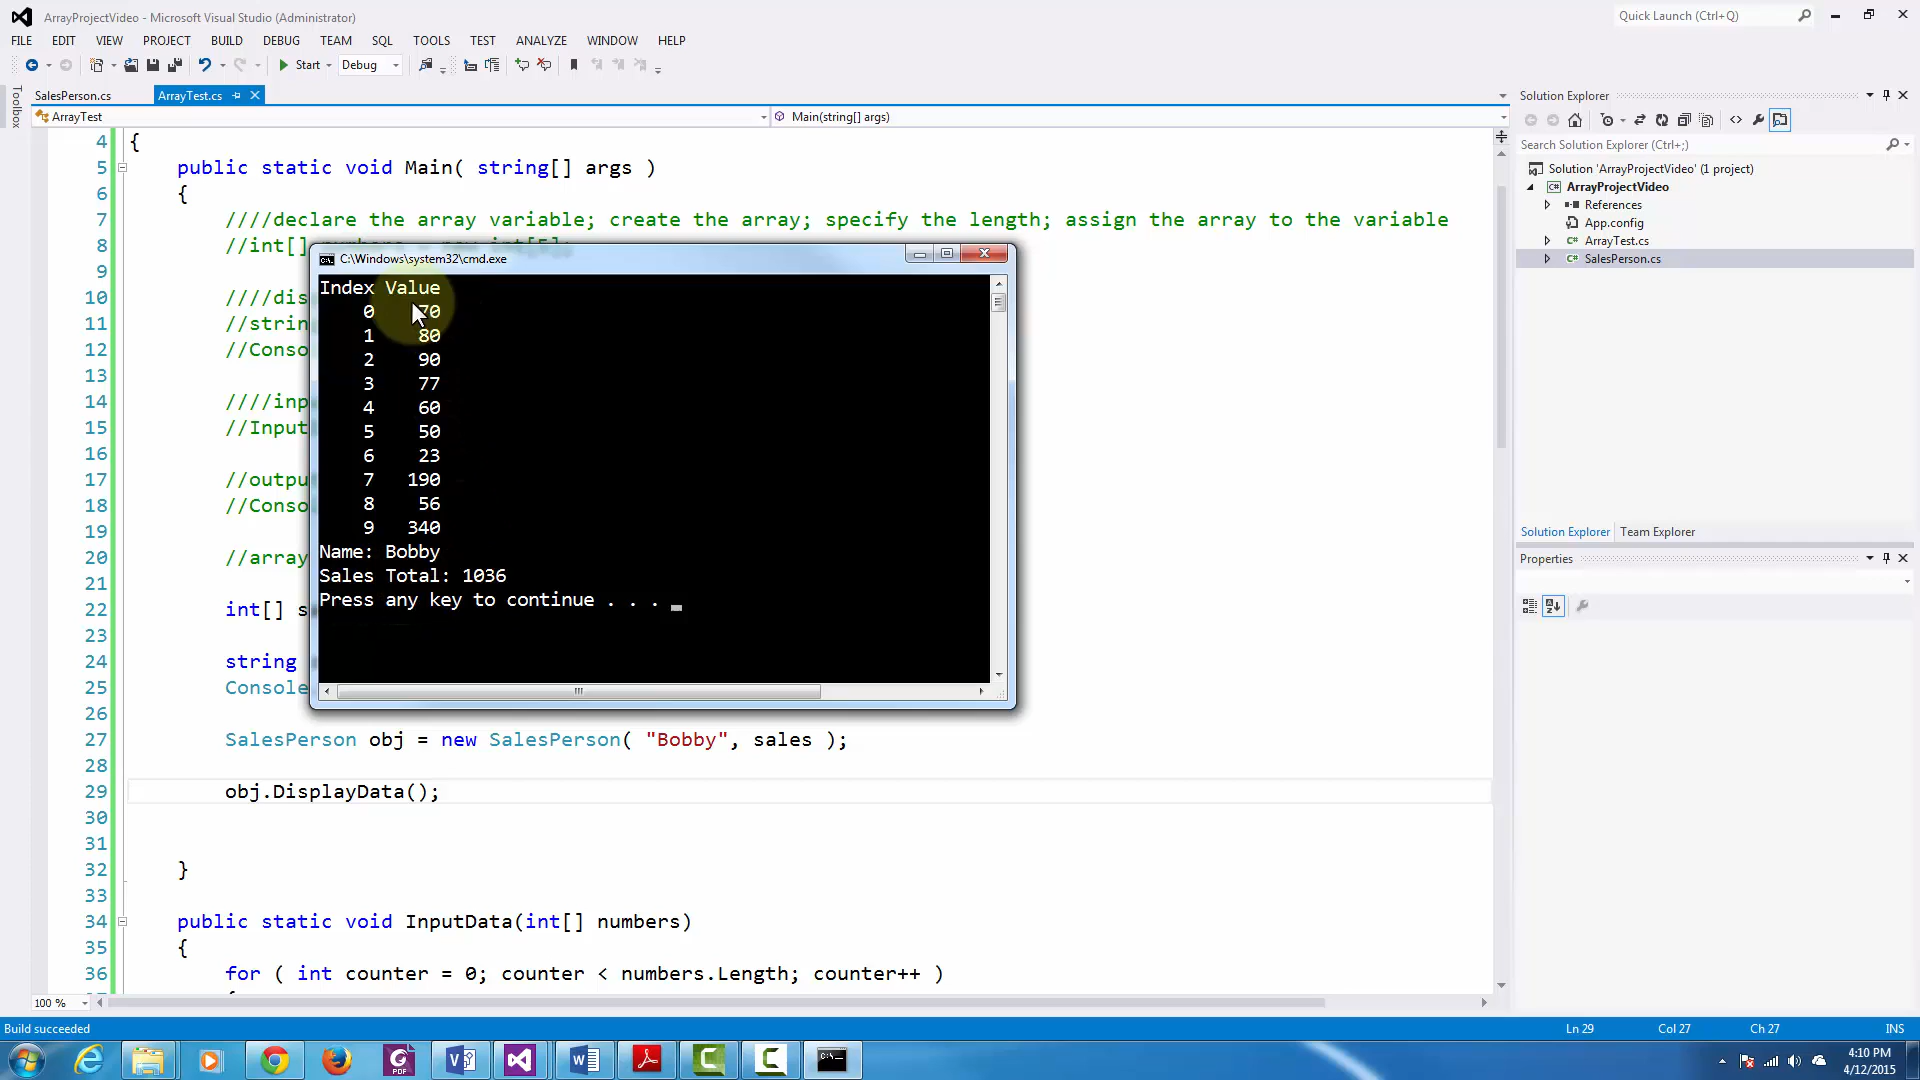 ArrayProjectVideo - Microsoft Visual Studio (Administrator)
Quick Launch (Ctrl+Q)
FILE EDIT VIEW PROJECT BUILD DEBUG TEAM SQL TOOLS TEST ANALYZE WINDOW HELP
Start Debug
Toolbox
SalesPerson.cs ArrayTest.cs
ArrayTest Main(string[] args)
4 {
5 public static void Main( string[] args )
6 {
7 ////declare the array variable; create the array; specify the length; assign the array to the variable
8 //int[] numbers = new int[5];
9
10 ////dis
11 //strin
12 //Conso
13
14 ////inp
15 //Input
16
17 //outpu
18 //Conso
19
20 //array
21
22 int[] s
23
24 string
25 Console
26
27 SalesPerson obj = new SalesPerson( "Bobby", sales );
28
29 obj.DisplayData();
30
31
32 }
33
34 public static void InputData(int[] numbers)
35 {
36 for ( int counter = 0; counter < numbers.Length; counter++ )
100 %
C:\Windows\system32\cmd.exe
Index Value
0 70
1 80
2 90
3 77
4 60
5 50
6 23
7 190
8 56
9 340
Name: Bobby
Sales Total: 1036
Press any key to continue . . .
Solution Explorer
Search Solution Explorer (Ctrl+;)
Solution 'ArrayProjectVideo' (1 project)
ArrayProjectVideo
References
App.config
ArrayTest.cs
SalesPerson.cs
Solution Explorer Team Explorer
Properties
Build succeeded Ln 29 Col 27 Ch 27 INS
4:10 PM
4/12/2015